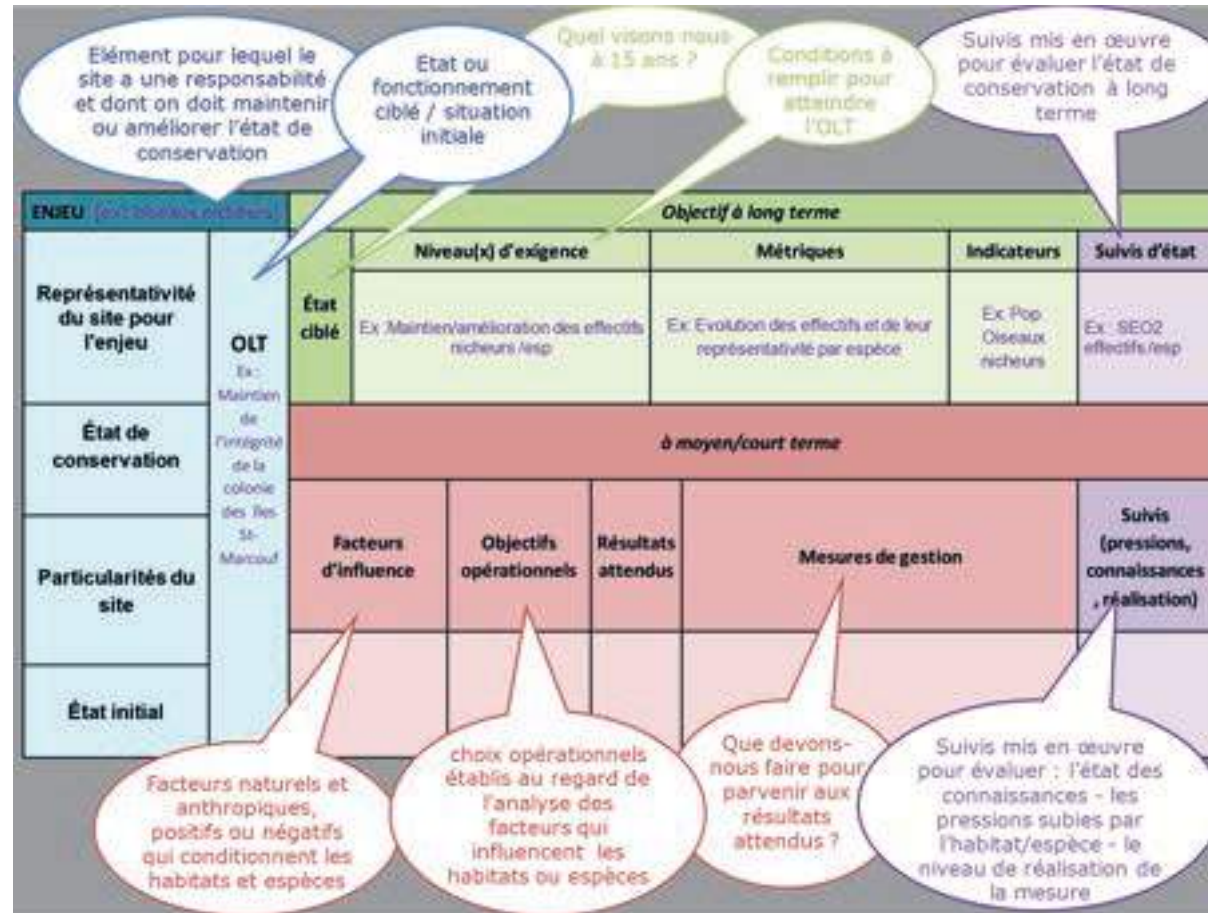 Elément pour lequel le
site a une responsabilité
et dont on doit maintenir
ou améliorer l'état de
conservation
Etat ou
fonctionnement
ciblé / situation
initiale
Quel visons nous
à 15 ans ?
Conditions à
remplir pour
atteindre
l'OLT
Suivis mis en œuvre
pour évaluer l'état de
conservation à long
terme
ENJEU (ex: oiseaux nicheurs)
Objectif à long terme
Représentativité
du site pour
l'enjeu
OLT
Ex :
Maintien
de
l'intégrité
de la
colonie
des îles
St-
Marcouf
État
ciblé
Niveau(x) d'exigence
Métriques
Indicateurs
Suivis d'état
Ex :Maintien/amélioration des effectifs
nicheurs /esp
Ex: Evolution des effectifs et de leur
représentativité par espèce
Ex: Pop
Oiseaux
nicheurs
Ex : SE02
effectifs /esp
État de
conservation
à moyen/court terme
Particularités du
site
Facteurs
d'influence
Objectifs
opérationnels
Résultats
attendus
Mesures de gestion
Suivis
(pressions,
connaissances
, réalisation)
État initial
Facteurs naturels et
anthropiques,
positifs ou négatifs
qui conditionnent les
habitats et espèces
choix opérationnels
établis au regard de
l'analyse des
facteurs qui
influencent les
habitats ou espèces
Que devons-
nous faire pour
parvenir aux
résultats
attendus ?
Suivis mis en œuvre
pour évaluer : l'état des
connaissances - les
pressions subies par
l'habitat/espèce - le
niveau de réalisation de
la mesure